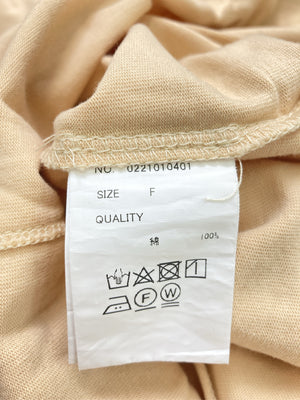 NO. 0221010401
SIZE F
QUALITY
綿 100%
F W